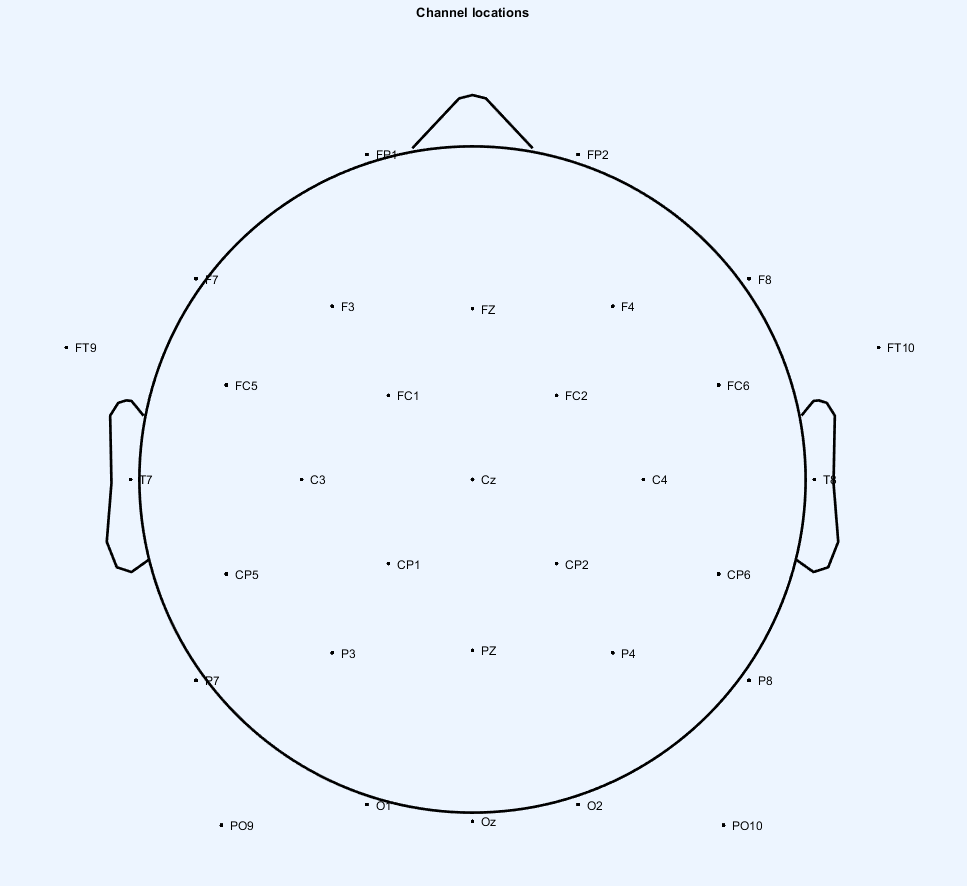 Channel locations
FP1 FP2
F7 F8
F3 FZ F4
FT9 FT10
FC5 FC6
FC1 FC2
T7 C3 Cz C4 T8
CP1 CP2
CP5 CP6
P3 PZ P4
P7 P8
O1 O2
Oz
PO9 PO10